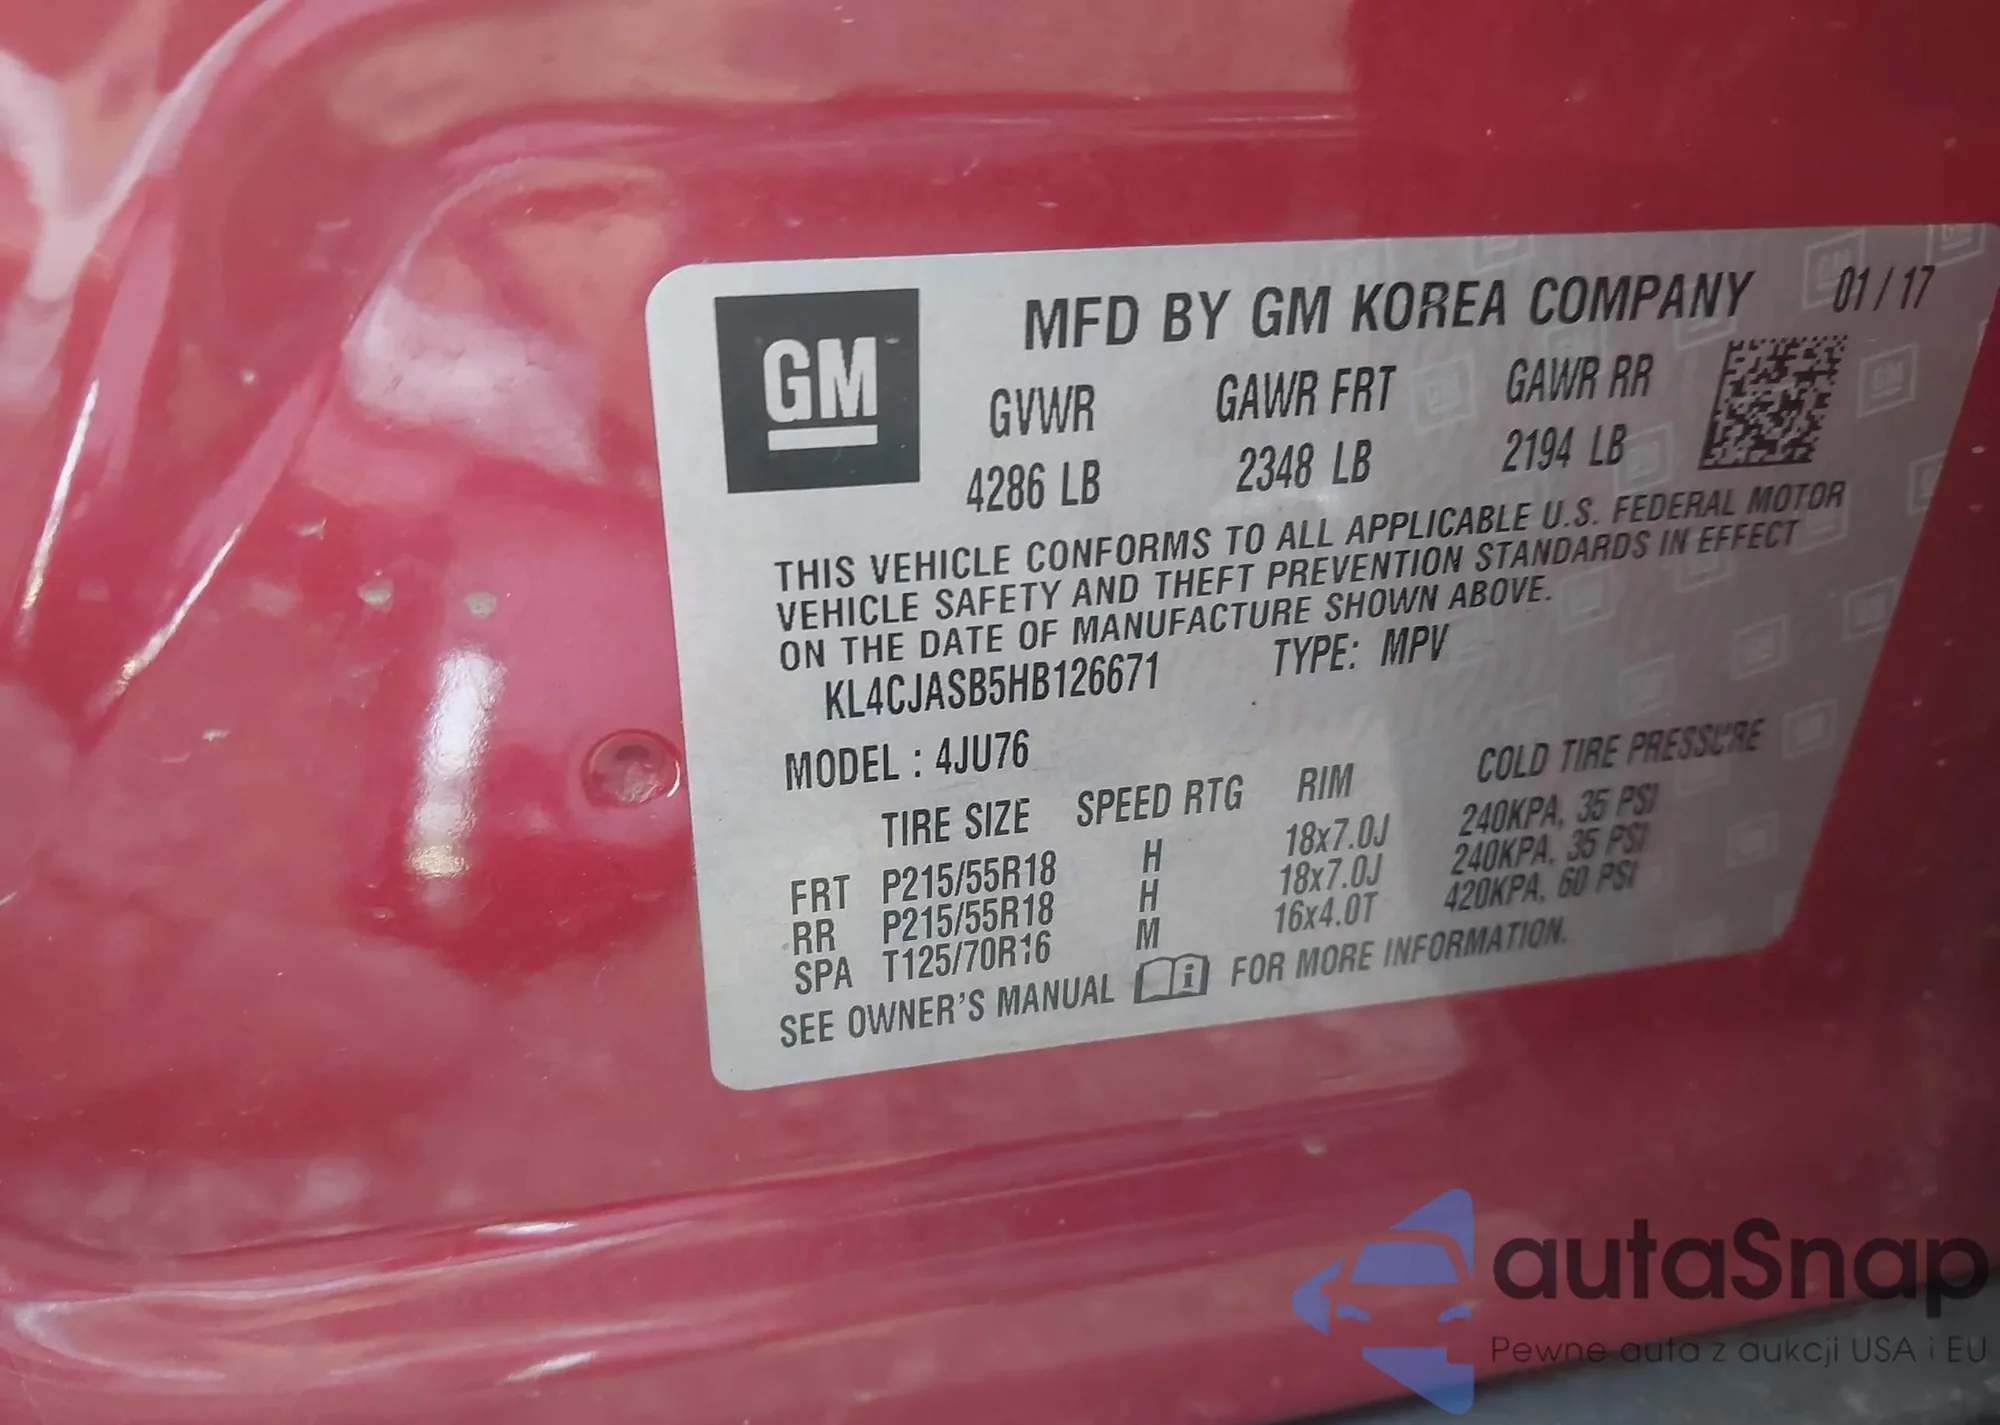 GM
MFD BY GM KOREA COMPANY 01 / 17
GVWR GAWR FRT GAWR RR
4286 LB 2348 LB 2194 LB
THIS VEHICLE CONFORMS TO ALL APPLICABLE U.S. FEDERAL MOTOR
VEHICLE SAFETY AND THEFT PREVENTION STANDARDS IN EFFECT
ON THE DATE OF MANUFACTURE SHOWN ABOVE.
KL4CJASB5HB126671 TYPE: MPV
MODEL : 4JU76
TIRE SIZE SPEED RTG RIM COLD TIRE PRESSURE
FRT P215/55R18 H 18x7.0J 240KPA, 35 PSI
RR P215/55R18 H 18x7.0J 240KPA, 35 PSI
SPA T125/70R16 M 16x4.0T 420KPA, 60 PSI
SEE OWNER'S MANUAL i FOR MORE INFORMATION.
autaSnap
Pewne auta z aukcji USA i EU